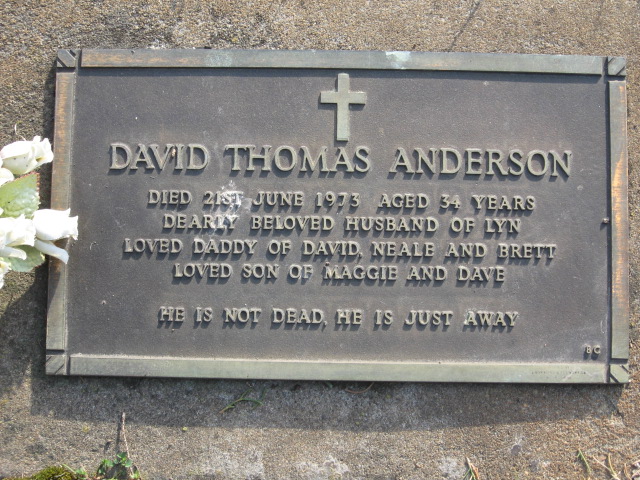 DAVID THOMAS ANDERSON
DIED 21ST JUNE 1973 AGED 34 YEARS
DEARLY BELOVED HUSBAND OF LYN
LOVED DADDY OF DAVID, NEALE AND BRETT
LOVED SON OF MAGGIE AND DAVE
HE IS NOT DEAD, HE IS JUST AWAY